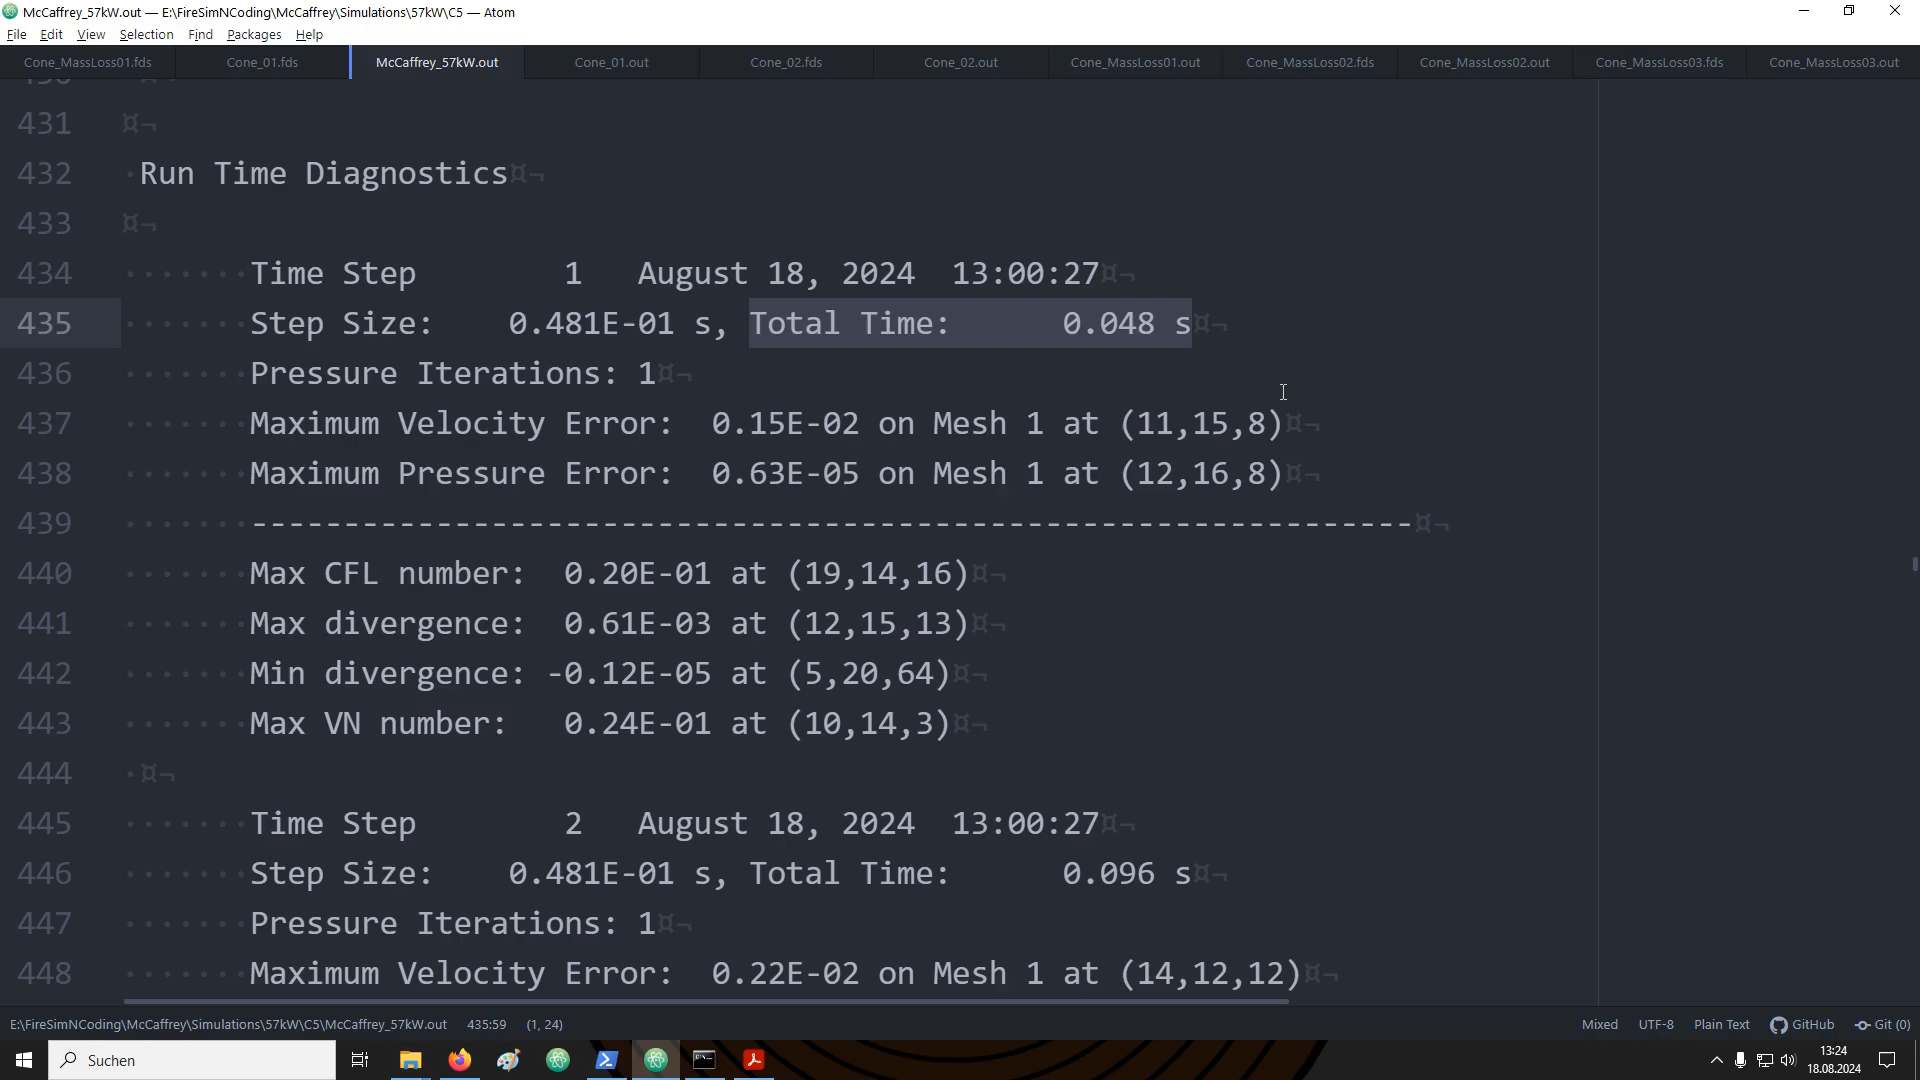 McCaffrey_57kW.out — E:\FireSimNCoding\McCaffrey\Simulations\57kW\C5 — Atom
File Edit View Selection Find Packages Help
Cone_MassLoss01.fds Cone_01.fds McCaffrey_57kW.out Cone_01.out Cone_02.fds Cone_02.out Cone_MassLoss01.out Cone_MassLoss02.fds Cone_MassLoss02.out Cone_MassLoss03.fds Cone_MassLoss03.out
430
431 ¤¬
432 ·Run Time Diagnostics¤¬
433 ¤¬
434 ·······Time Step 1 August 18, 2024 13:00:27¤¬
435 ·······Step Size: 0.481E-01 s, Total Time: 0.048 s¤¬
436 ·······Pressure Iterations: 1¤¬
437 ·······Maximum Velocity Error: 0.15E-02 on Mesh 1 at (11,15,8)¤¬
438 ·······Maximum Pressure Error: 0.63E-05 on Mesh 1 at (12,16,8)¤¬
439 ·······---------------------------------------------------------------¤¬
440 ·······Max CFL number: 0.20E-01 at (19,14,16)¤¬
441 ·······Max divergence: 0.61E-03 at (12,15,13)¤¬
442 ·······Min divergence: -0.12E-05 at (5,20,64)¤¬
443 ·······Max VN number: 0.24E-01 at (10,14,3)¤¬
444 ·¤¬
445 ·······Time Step 2 August 18, 2024 13:00:27¤¬
446 ·······Step Size: 0.481E-01 s, Total Time: 0.096 s¤¬
447 ·······Pressure Iterations: 1¤¬
448 ·······Maximum Velocity Error: 0.22E-02 on Mesh 1 at (14,12,12)¤¬
E:\FireSimNCoding\McCaffrey\Simulations\57kW\C5\McCaffrey_57kW.out 435:59 (1, 24) Mixed UTF-8 Plain Text GitHub Git (0)
Suchen
13:24
18.08.2024